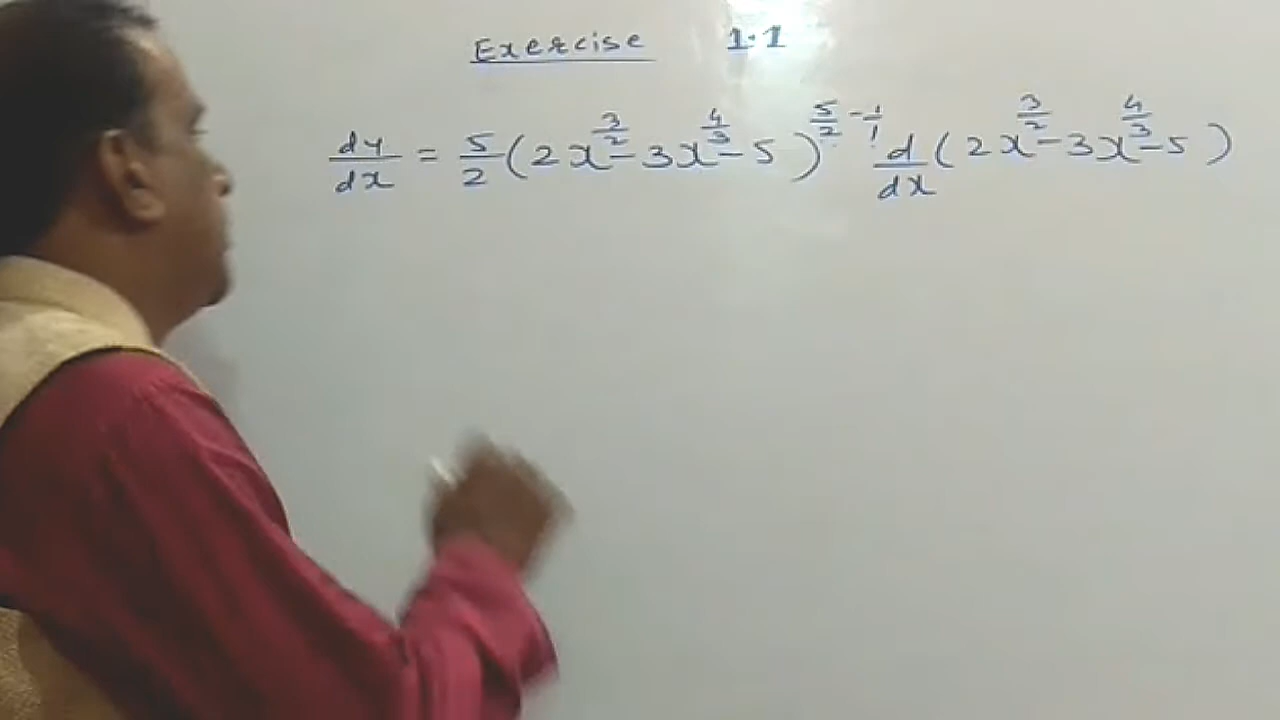 Exercise 1.1
dy/dx = 5/2 (2x^{3/2} - 3x^{4/3} - 5)^{5/2 - 1/1} d/dx (2x^{3/2} - 3x^{4/3} - 5)